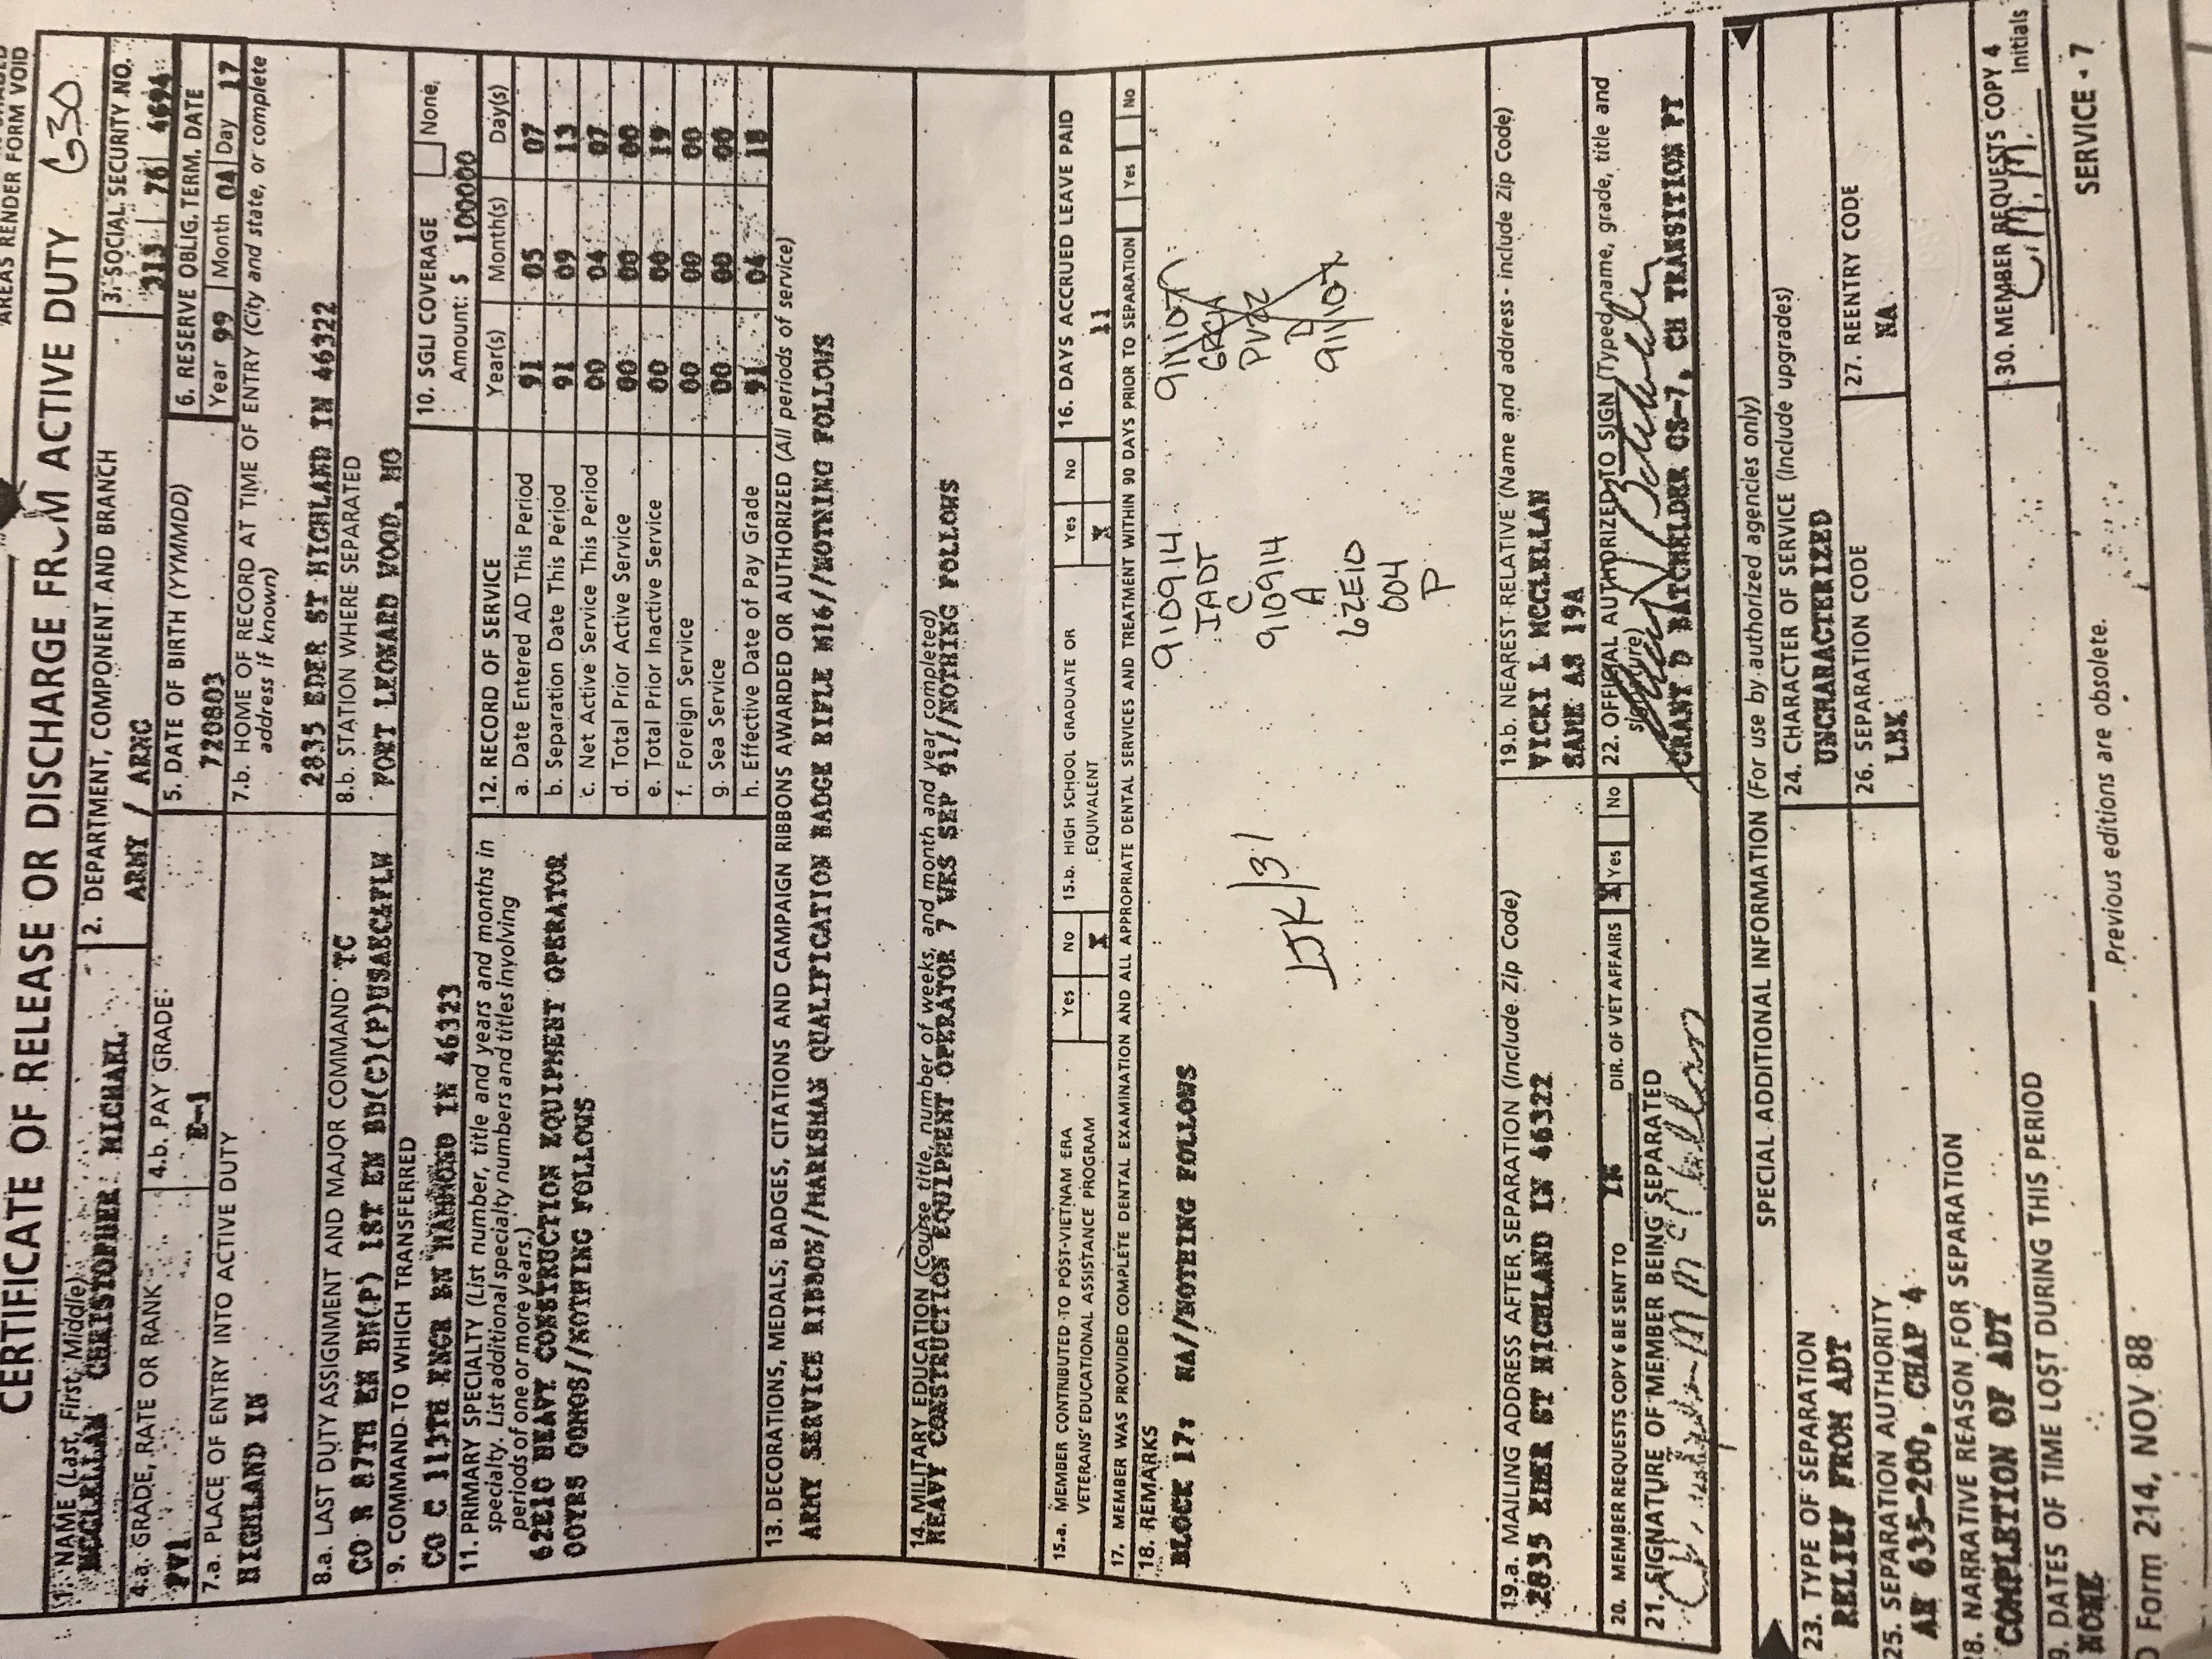 AREAS RENDER FORM VOID
CERTIFICATE OF RELEASE OR DISCHARGE FROM ACTIVE DUTY G30
1. NAME (Last, First, Middle)
MCCLELLAN CHRISTOPHER MICHAEL
2. DEPARTMENT, COMPONENT AND BRANCH
ARMY / ARNG
3. SOCIAL SECURITY NO.
4.a. GRADE, RATE OR RANK
PV1
4.b. PAY GRADE
E-1
5. DATE OF BIRTH (YYMMDD)
720803
6. RESERVE OBLIG. TERM. DATE
Year 99 Month 04 Day 17
7.a. PLACE OF ENTRY INTO ACTIVE DUTY
HIGHLAND IN
7.b. HOME OF RECORD AT TIME OF ENTRY (City and state, or complete
address if known)
2835 EDER ST HIGHLAND IN 46322
8.a. LAST DUTY ASSIGNMENT AND MAJOR COMMAND TC
CO B 87TH EN BN(P) 1ST EN BD(C)(P)USAEC&FLW
8.b. STATION WHERE SEPARATED
FORT LEONARD WOOD, MO
9. COMMAND TO WHICH TRANSFERRED
CO C 113TH ENGR BN HAMMOND IN 46323
10. SGLI COVERAGE None
Amount: $ 100000
11. PRIMARY SPECIALTY (List number, title and years and months in
specialty. List additional specialty numbers and titles involving
periods of one or more years.)
62E10 HEAVY CONSTRUCTION EQUIPMENT OPERATOR
00YRS 00MOS//NOTHING FOLLOWS
12. RECORD OF SERVICE Year(s) Month(s) Day(s)
a. Date Entered AD This Period 91 05 07
b. Separation Date This Period 91 09 13
c. Net Active Service This Period 00 04 07
d. Total Prior Active Service 00 00 00
e. Total Prior Inactive Service 00 00 19
f. Foreign Service 00 00 00
g. Sea Service 00 00 00
h. Effective Date of Pay Grade 91 04 18
13. DECORATIONS, MEDALS, BADGES, CITATIONS AND CAMPAIGN RIBBONS AWARDED OR AUTHORIZED (All periods of service)
ARMY SERVICE RIBBON//MARKSMAN QUALIFICATION BADGE RIFLE M16//NOTHING FOLLOWS
14. MILITARY EDUCATION (Course title, number of weeks, and month and year completed)
HEAVY CONSTRUCTION EQUIPMENT OPERATOR 7 WKS SEP 91//NOTHING FOLLOWS
15.a. MEMBER CONTRIBUTED TO POST-VIETNAM ERA
VETERANS' EDUCATIONAL ASSISTANCE PROGRAM
Yes No
X
15.b. HIGH SCHOOL GRADUATE OR
EQUIVALENT
Yes No
X
16. DAYS ACCRUED LEAVE PAID
11
17. MEMBER WAS PROVIDED COMPLETE DENTAL EXAMINATION AND ALL APPROPRIATE DENTAL SERVICES AND TREATMENT WITHIN 90 DAYS PRIOR TO SEPARATION Yes No
18. REMARKS
BLOCK 17: NA//NOTHING FOLLOWS
IJK/31
910914
IADT
C
910914
A
62E10
004
P
911107
GRCH
911107
19.a. MAILING ADDRESS AFTER SEPARATION (Include Zip Code)
2835 EDER ST HIGHLAND IN 46322
19.b. NEAREST RELATIVE (Name and address - include Zip Code)
VICKI L MCCLELLAN
SAME AS 19A
20. MEMBER REQUESTS COPY 6 BE SENT TO IN DIR. OF VET AFFAIRS X Yes No
21. SIGNATURE OF MEMBER BEING SEPARATED
Christopher M McClellan
22. OFFICIAL AUTHORIZED TO SIGN (Typed name, grade, title and
signature)
GRANT D BATCHELDER GS-7, CH TRANSITION PT
SPECIAL ADDITIONAL INFORMATION (For use by authorized agencies only)
23. TYPE OF SEPARATION
RELIEF FROM ADT
24. CHARACTER OF SERVICE (Include upgrades)
UNCHARACTERIZED
25. SEPARATION AUTHORITY
AR 635-200, CHAP 4
26. SEPARATION CODE
LBK
27. REENTRY CODE
NA
28. NARRATIVE REASON FOR SEPARATION
COMPLETION OF ADT
9. DATES OF TIME LOST DURING THIS PERIOD
NONE
30. MEMBER REQUESTS COPY 4
C.M.M. Initials
D Form 214, NOV 88
Previous editions are obsolete.
SERVICE - 7